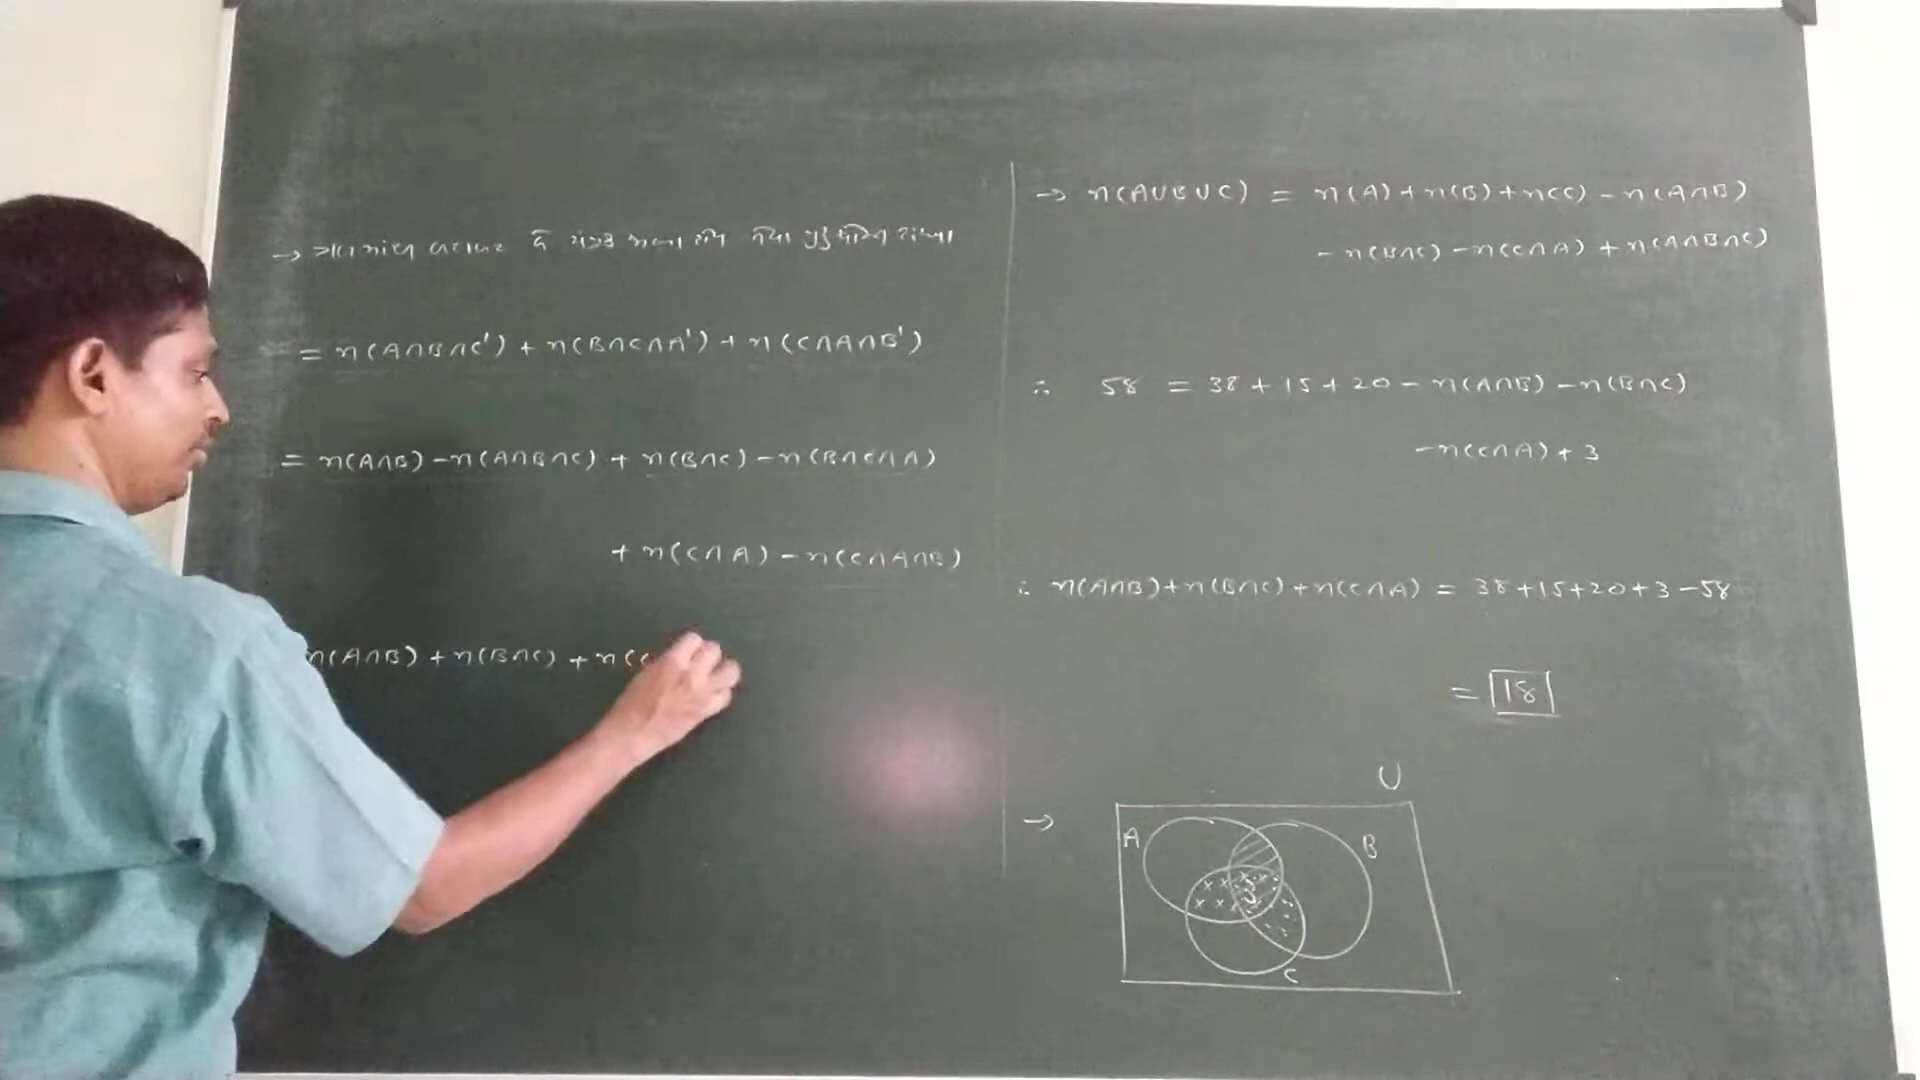 = n(A∩B∩C') + n(B∩C∩A') + n(C∩A∩B')
= n(A∩B) - n(A∩B∩C) + n(B∩C) - n(B∩C∩A)
+ n(C∩A) - n(C∩A∩B)
n(A∩B) + n(B∩C) + n(C
→ n(A∪B∪C) = n(A) + n(B) + n(C) - n(A∩B)
- n(B∩C) - n(C∩A) + n(A∩B∩C)
∴ 58 = 38 + 15 + 20 - n(A∩B) - n(B∩C)
- n(C∩A) + 3
∴ n(A∩B) + n(B∩C) + n(C∩A) = 38+15+20+3-58
= 18
→
U
A
B
3
C